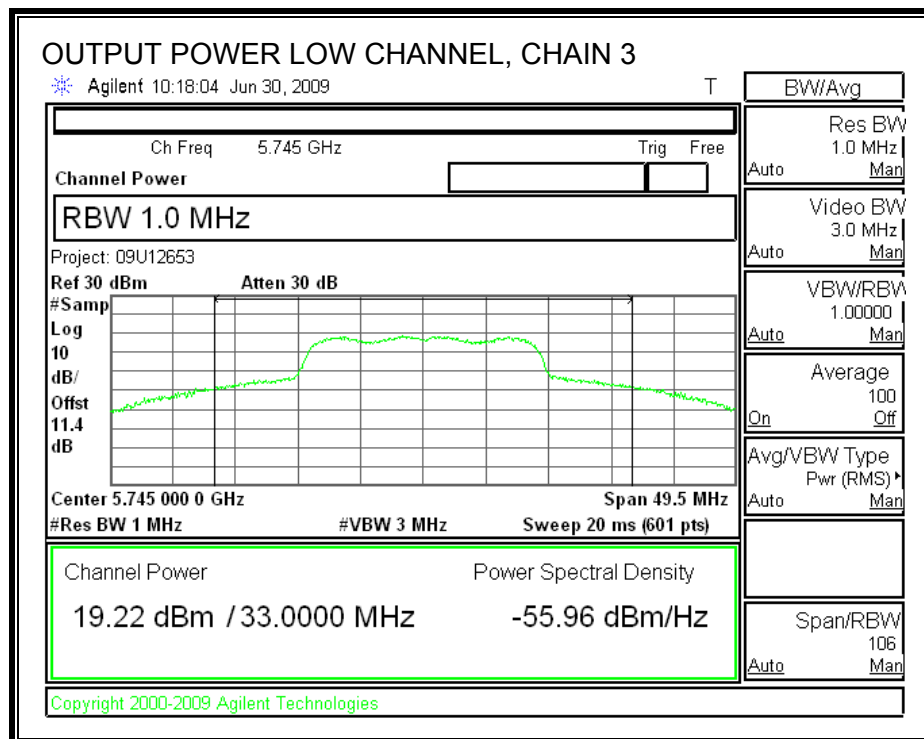 OUTPUT POWER LOW CHANNEL, CHAIN 3
Agilent 10:18:04 Jun 30, 2009 T
BW/Avg
Ch Freq 5.745 GHz Trig Free
Channel Power
RBW 1.0 MHz
Project: 09U12653
Ref 30 dBm Atten 30 dB
#Samp
Log
10
dB/
Offst
11.4
dB
Center 5.745 000 0 GHz Span 49.5 MHz
#Res BW 1 MHz #VBW 3 MHz Sweep 20 ms (601 pts)
Channel Power Power Spectral Density
19.22 dBm / 33.0000 MHz -55.96 dBm/Hz
Copyright 2000-2009 Agilent Technologies
Res BW
1.0 MHz
Auto Man
Video BW
3.0 MHz
Auto Man
VBW/RBW
1.00000
Auto Man
Average
100
On Off
Avg/VBW Type
Pwr (RMS)
Auto Man
Span/RBW
106
Auto Man